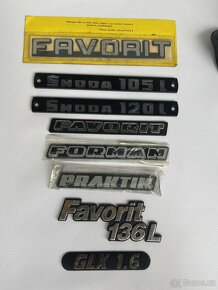 FAVORIT
ŠKODA 105 L
ŠKODA 120 L
FAVORIT
FORMAN
PRAKTIK
Favorit
136L
GLX 1.6